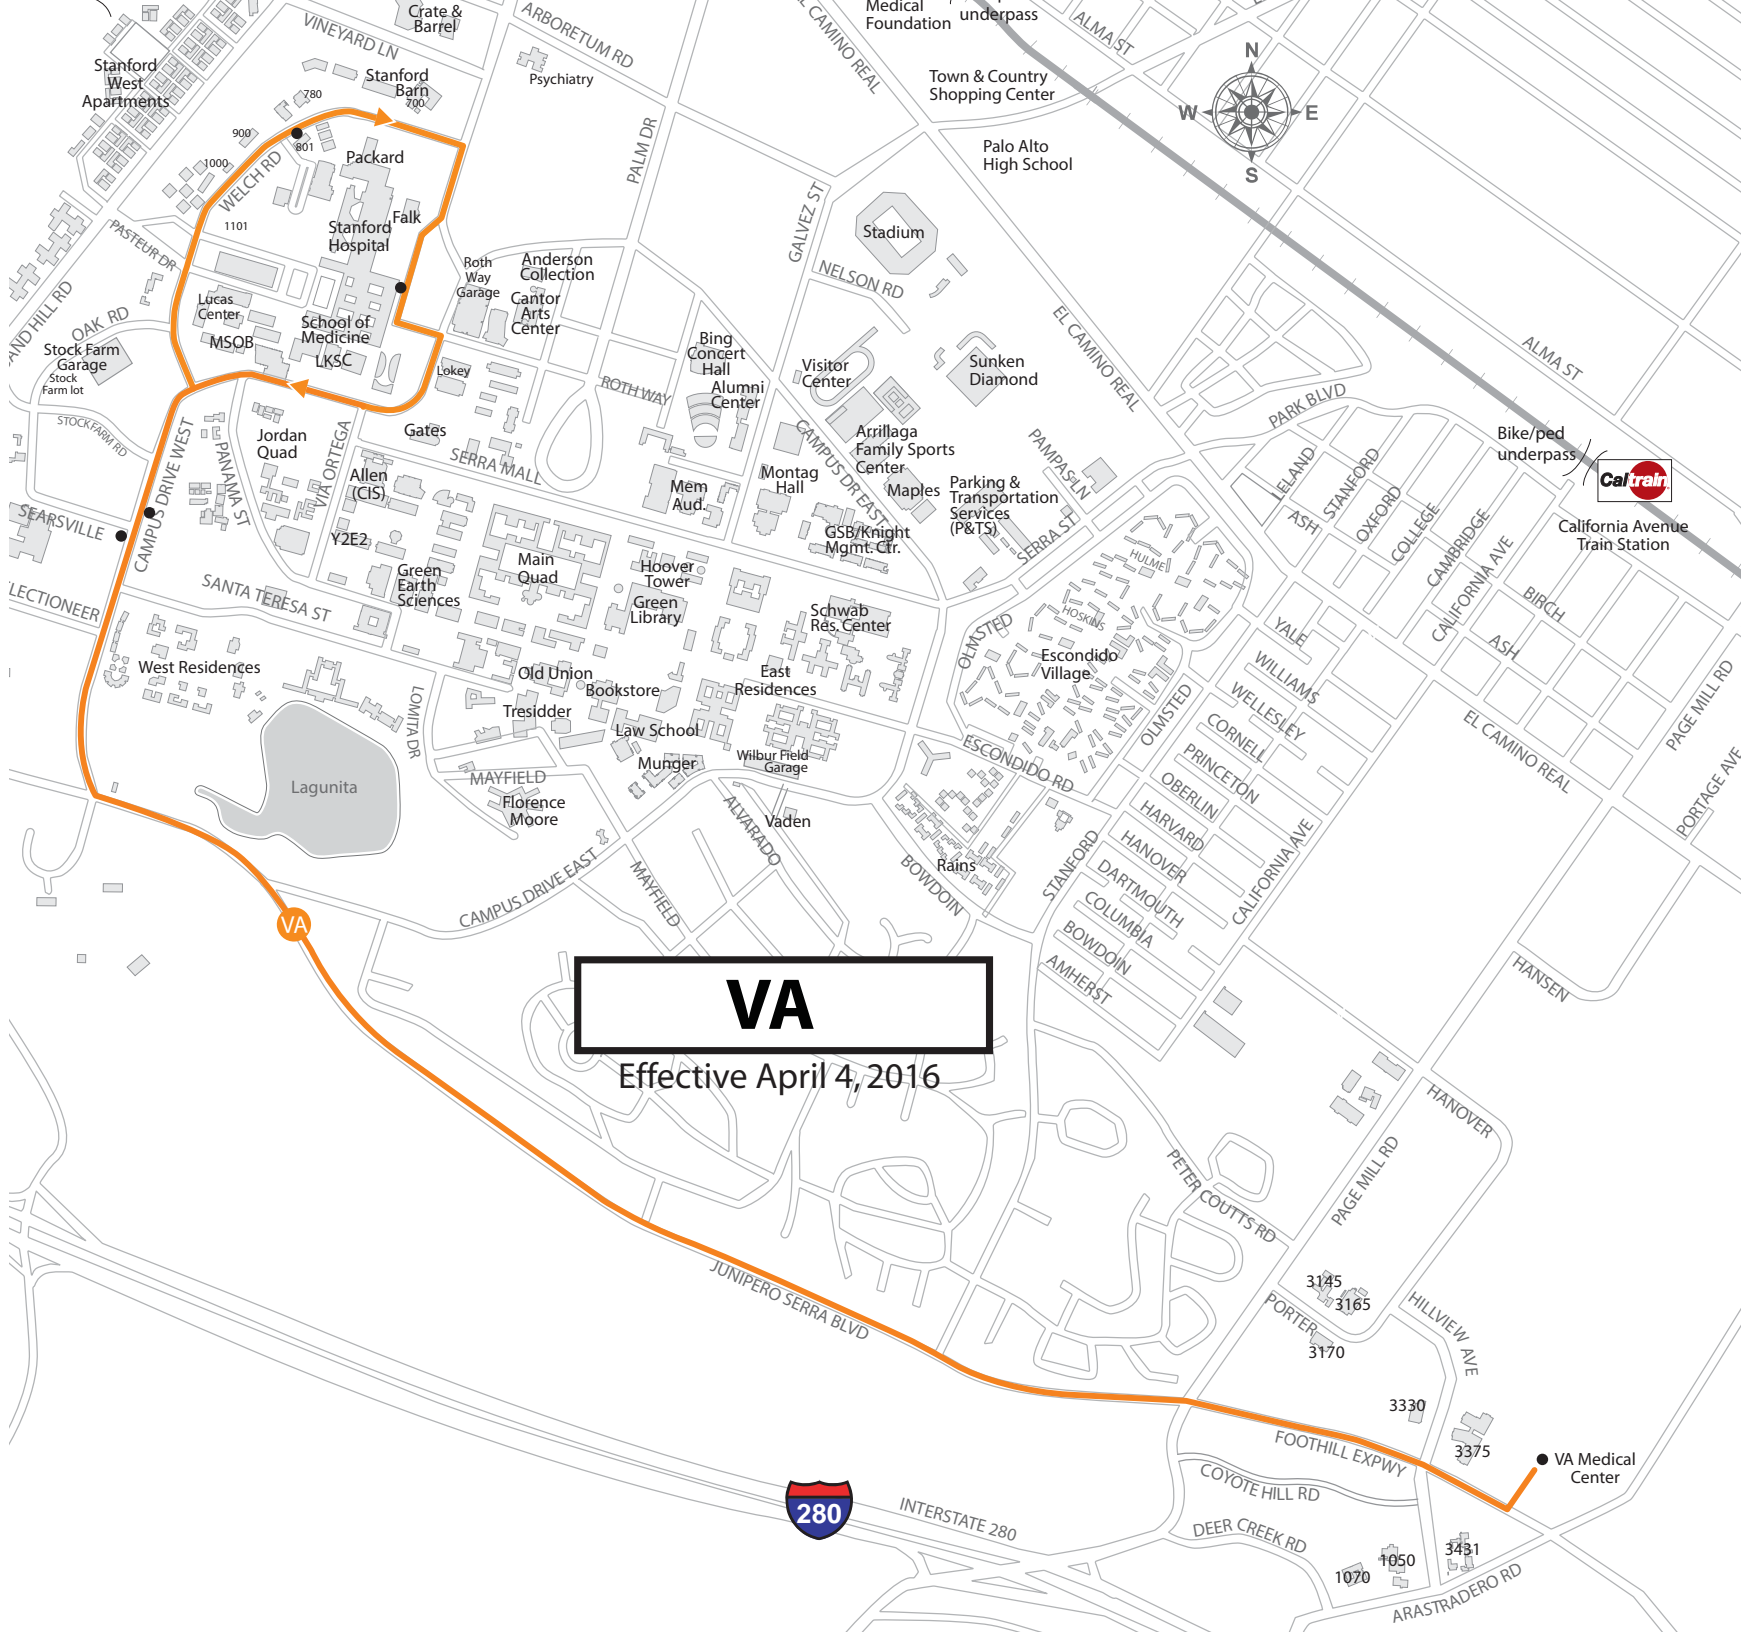 Crate &
Barrel
VINEYARD LN
ARBORETUM RD
EL CAMINO REAL
Medical
Foundation
underpass
ALMA ST
N
W
E
S
Stanford
West
Apartments
Stanford
Barn
700
780
Psychiatry
Town & Country
Shopping Center
Palo Alto
High School
900
801
1000
WELCH RD
Packard
PALM DR
1101
Falk
Stanford
Hospital
PASTEUR DR
GALVEZ ST
Stadium
NELSON RD
Roth
Way
Garage
Anderson
Collection
Cantor
Arts
Center
AND HILL RD
OAK RD
Lucas
Center
MSOB
School of
Medicine
LKSC
Lokey
Stock Farm
Garage
Stock
Farm lot
STOCK FARM RD
Bing
Concert
Hall
Alumni
Center
ROTH WAY
Visitor
Center
Sunken
Diamond
EL CAMINO REAL
ALMA ST
PARK BLVD
Bike/ped
underpass
Caltrain
California Avenue
Train Station
Jordan
Quad
Gates
SERRA MALL
VIA ORTEGA
PANAMA ST
CAMPUS DRIVE WEST
SEARSVILLE
Allen
(CIS)
Y2E2
Mem
Aud.
Montag
Hall
CAMPUS DR EAST
Arrillaga
Family Sports
Center
Maples
Parking &
Transportation
Services
(P&TS)
PAMPAS LN
SERRA ST
GSB/Knight
Mgmt. Ctr.
LELAND
ASH
STANFORD
OXFORD
COLLEGE
CAMBRIDGE
CALIFORNIA AVE
BIRCH
ASH
HULME
HOSKINS
LECTIONEER
SANTA TERESA ST
Green
Earth
Sciences
Main
Quad
Hoover
Tower
Green
Library
Schwab
Res. Center
OLMSTED
Escondido
Village
YALE
WILLIAMS
WELLESLEY
CORNELL
PRINCETON
OBERLIN
HARVARD
HANOVER
DARTMOUTH
COLUMBIA
BOWDOIN
AMHERST
OLMSTED
EL CAMINO REAL
PAGE MILL RD
PORTAGE AVE
West Residences
LOMITA DR
Old Union
Bookstore
Tresidder
Law School
East
Residences
Munger
Wilbur Field
Garage
ESCONDIDO RD
Lagunita
MAYFIELD
Florence
Moore
ALVARADO
Vaden
Rains
BOWDOIN
STANFORD
CALIFORNIA AVE
CAMPUS DRIVE EAST
MAYFIELD
VA
HANSEN
VA
Effective April 4, 2016
HANOVER
PETER COUTTS RD
PAGE MILL RD
JUNIPERO SERRA BLVD
3145
3165
PORTER
3170
HILLVIEW AVE
3330
3375
FOOTHILL EXPWY
VA Medical
Center
COYOTE HILL RD
280
INTERSTATE 280
DEER CREEK RD
1050
1070
3431
ARASTRADERO RD